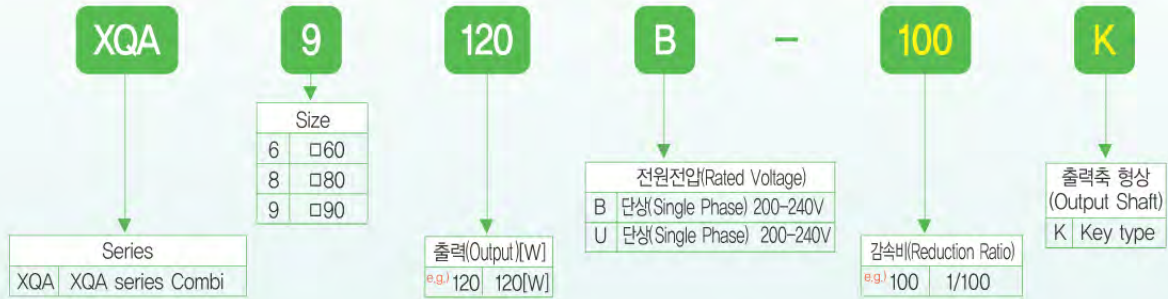 XQA 9 120 B - 100 K
Size
6 □60
8 □80
9 □90
전원전압(Rated Voltage)
B 단상(Single Phase) 200-240V
U 단상(Single Phase) 200-240V
출력축 형상
(Output Shaft)
K Key type
Series
XQA XQA series Combi
출력(Output)[W]
e.g.) 120 120[W]
감속비(Reduction Ratio)
e.g.) 100 1/100